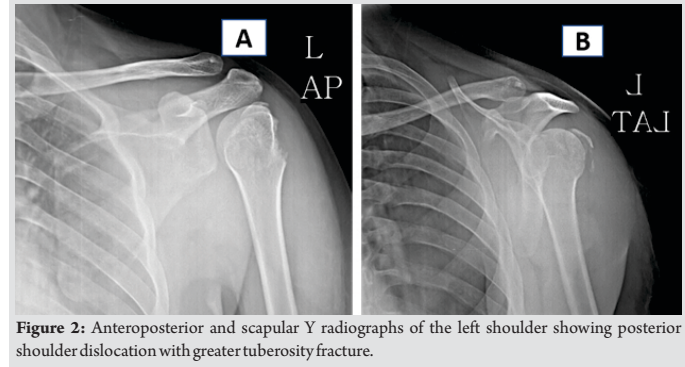 A
L
AP
B
L
LAT
Figure 2: Anteroposterior and scapular Y radiographs of the left shoulder showing posterior
shoulder dislocation with greater tuberosity fracture.